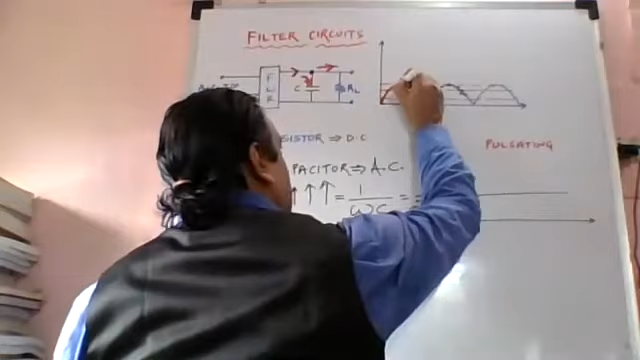 FILTER CIRCUITS
F
W
R
C
RL
SISTOR ⇒ D.C
PULSATING
PACITOR ⇒ A.C.
↑ ↑ ↑ = 1/ωC =